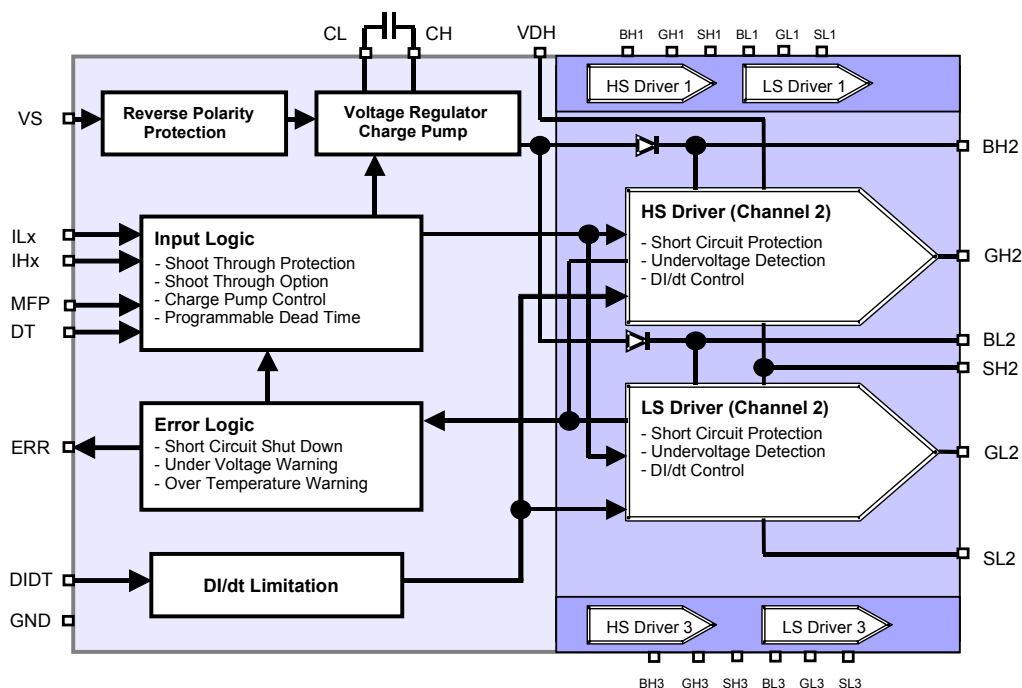 CL
CH
VDH
BH1
GH1
SH1
BL1
GL1
SL1
HS Driver 1
LS Driver 1
VS
Reverse Polarity
Protection
Voltage Regulator
Charge Pump
BH2
ILx
IHx
MFP
DT
Input Logic
- Shoot Through Protection
- Shoot Through Option
- Charge Pump Control
- Programmable Dead Time
HS Driver (Channel 2)
- Short Circuit Protection
- Undervoltage Detection
- DI/dt Control
GH2
BL2
SH2
ERR
Error Logic
- Short Circuit Shut Down
- Under Voltage Warning
- Over Temperature Warning
LS Driver (Channel 2)
- Short Circuit Protection
- Undervoltage Detection
- DI/dt Control
GL2
SL2
DIDT
DI/dt Limitation
GND
HS Driver 3
LS Driver 3
BH3
GH3
SH3
BL3
GL3
SL3